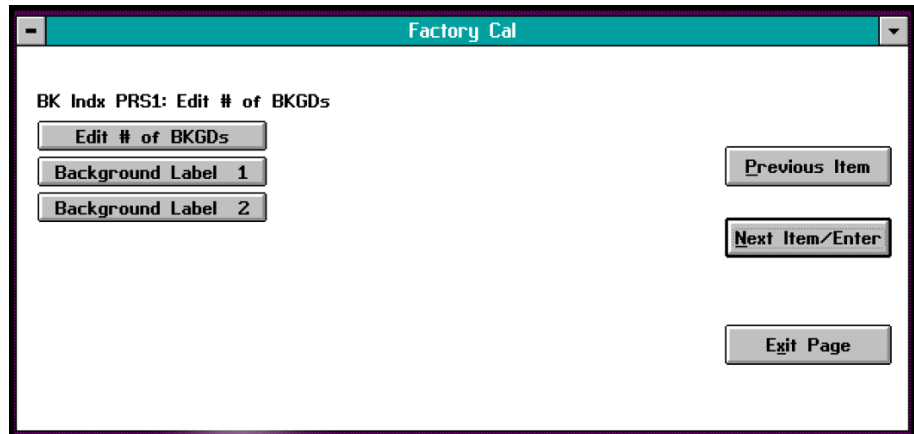 Factory Cal
BK Indx PRS1: Edit # of BKGDs
Edit # of BKGDs
Background Label 1
Background Label 2
Previous Item
Next Item/Enter
Exit Page